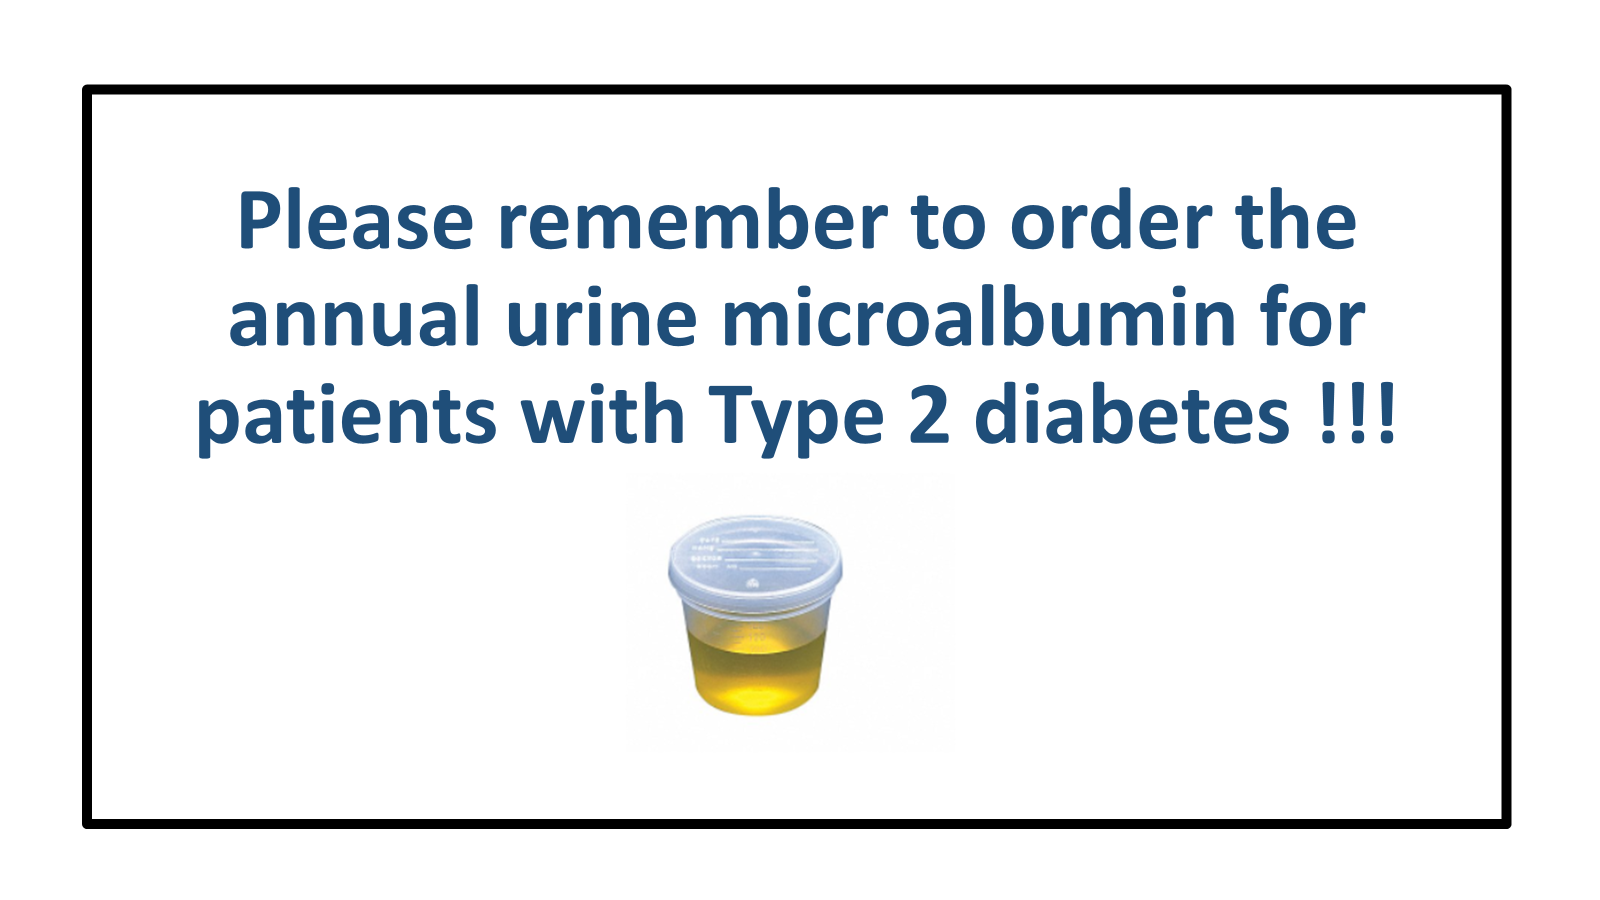 Please remember to order the
annual urine microalbumin for
patients with Type 2 diabetes !!!